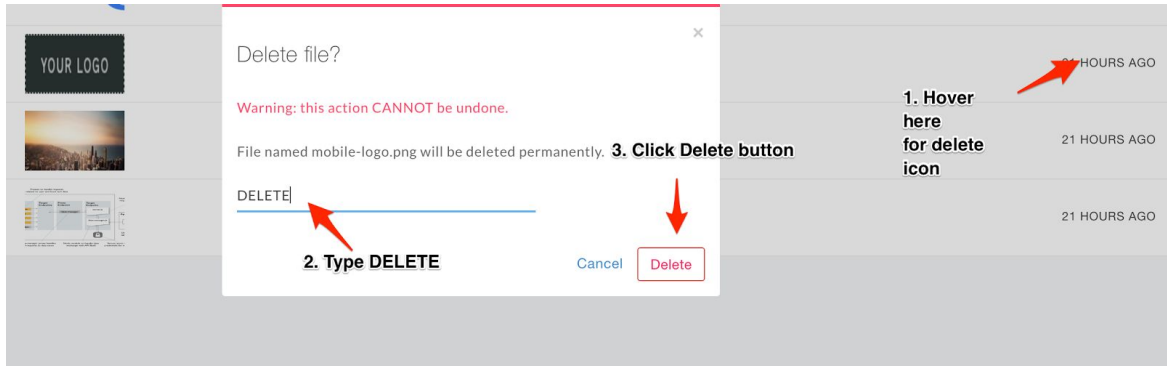 ×
Delete file?
YOUR LOGO
21 HOURS AGO
Warning: this action CANNOT be undone.
1. Hover
here
for delete
icon
File named mobile-logo.png will be deleted permanently.
3. Click Delete button
21 HOURS AGO
DELETE
21 HOURS AGO
2. Type DELETE
Cancel
Delete